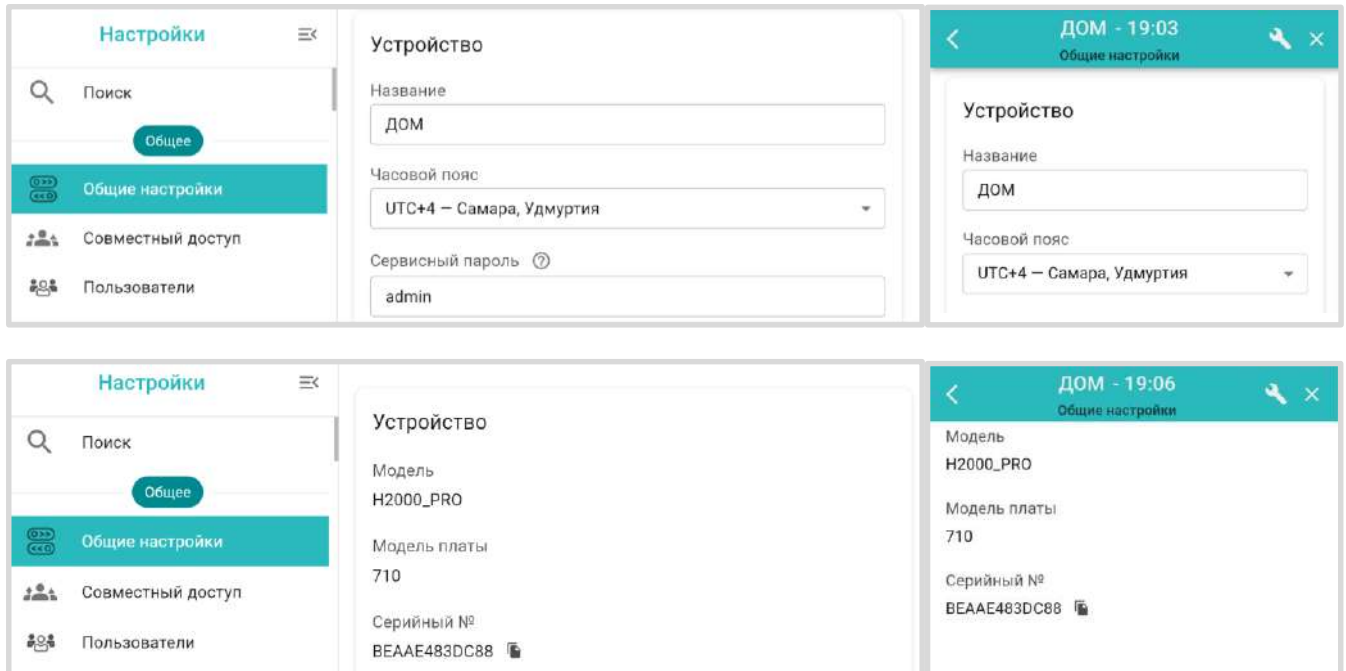 Настройки
Поиск
Общее
Общие настройки
Совместный доступ
Пользователи
Устройство
Название
ДОМ
Часовой пояс
UTC+4 — Самара, Удмуртия
Сервисный пароль
admin
ДОМ - 19:03
Общие настройки
Устройство
Название
ДОМ
Часовой пояс
UTC+4 — Самара, Удмуртия
Настройки
Поиск
Общее
Общие настройки
Совместный доступ
Пользователи
Устройство
Модель
H2000_PRO
Модель платы
710
Серийный №
BEAAE483DC88
ДОМ - 19:06
Общие настройки
Модель
H2000_PRO
Модель платы
710
Серийный №
BEAAE483DC88